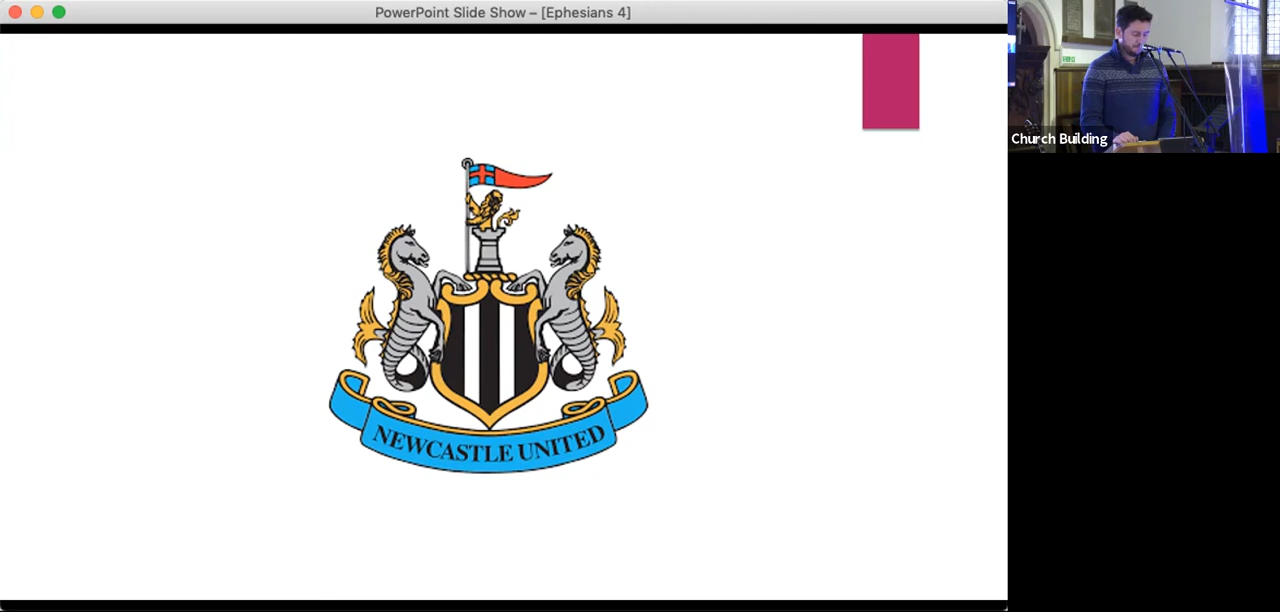 PowerPoint Slide Show – [Ephesians 4]
NEWCASTLE UNITED
Church Building